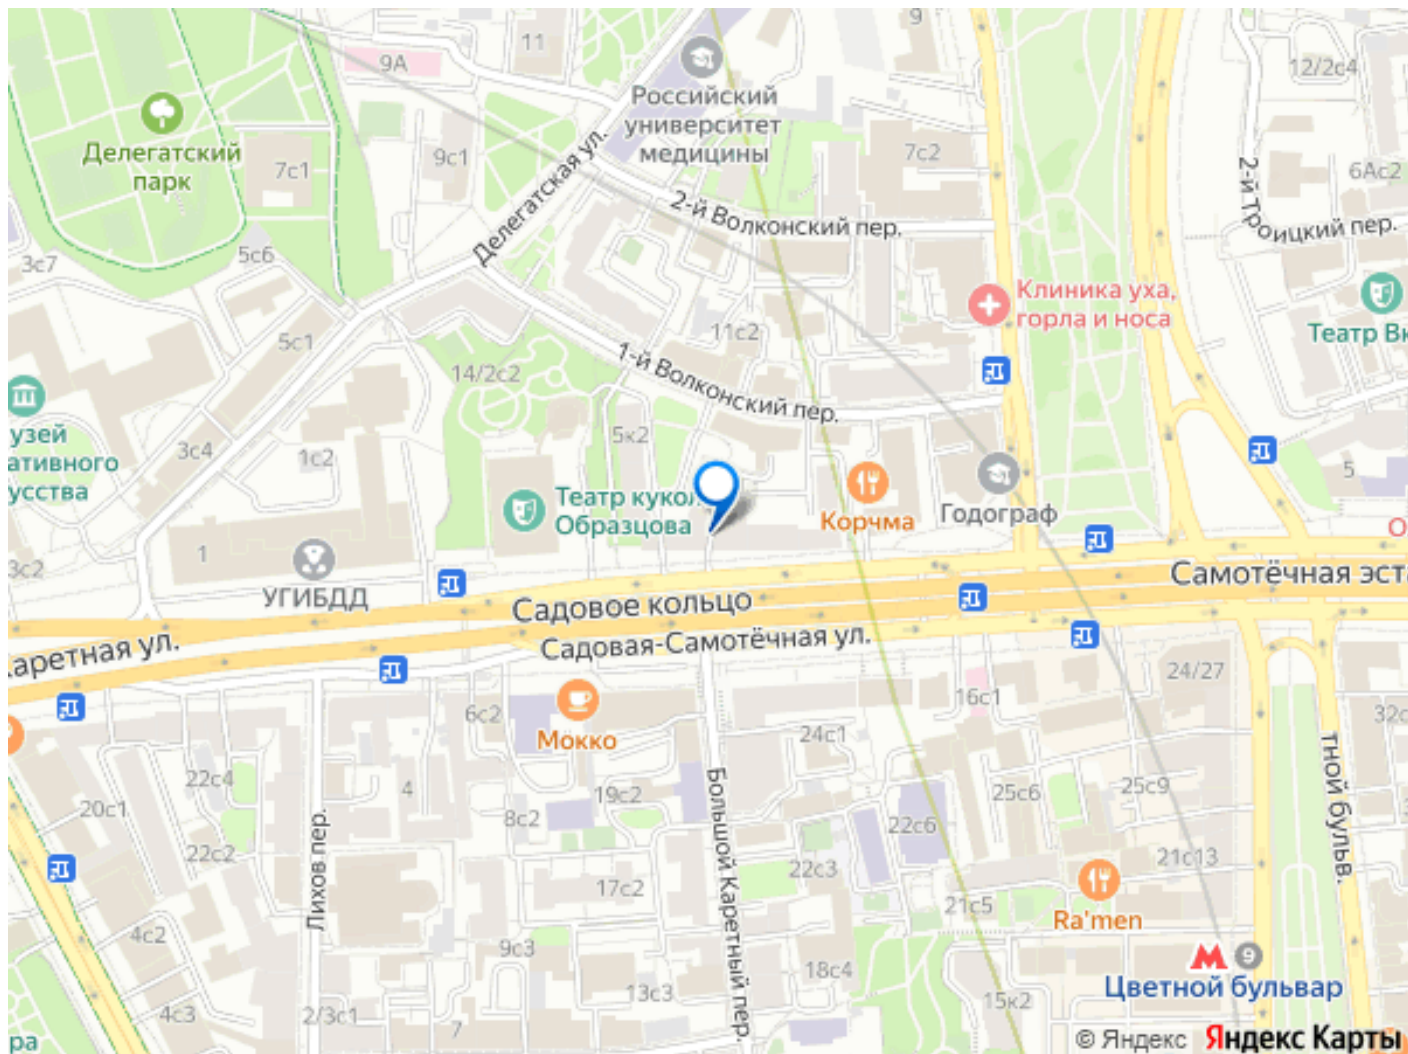 9
11
9А
12/2с4
Российский
университет
медицины
Делегатский
парк
7с1
9с1
7с2
6Ас2
Делегатская ул.
2-й Волконский пер.
2-й Троицкий пер.
3с7
5с6
Клиника уха,
горла и носа
Театр Вк
5с1
11с2
14/2с2
1-й Волконский пер.
узей
ативного
усства
3с4
1с2
5к2
5
Театр кукол
Образцова
Корчма
Годограф
1
3с2
УГИБДД
Садовое кольцо
Самотёчная эст
Садовая-Самотёчная ул.
аретная ул.
24/27
16с1
6с2
Мокко
24с1
32с
тной бульв.
22с4
20с1
4
19с2
8с2
25с6
25с9
22с6
Большой Каретный пер.
Лихов пер.
22с2
17с2
22с3
21с13
21с5
Ra'men
4с2
9с3
18с4
9
Цветной бульвар
13с3
15к2
4с3
2/3с1
7
ра
© Яндекс Яндекс Карты